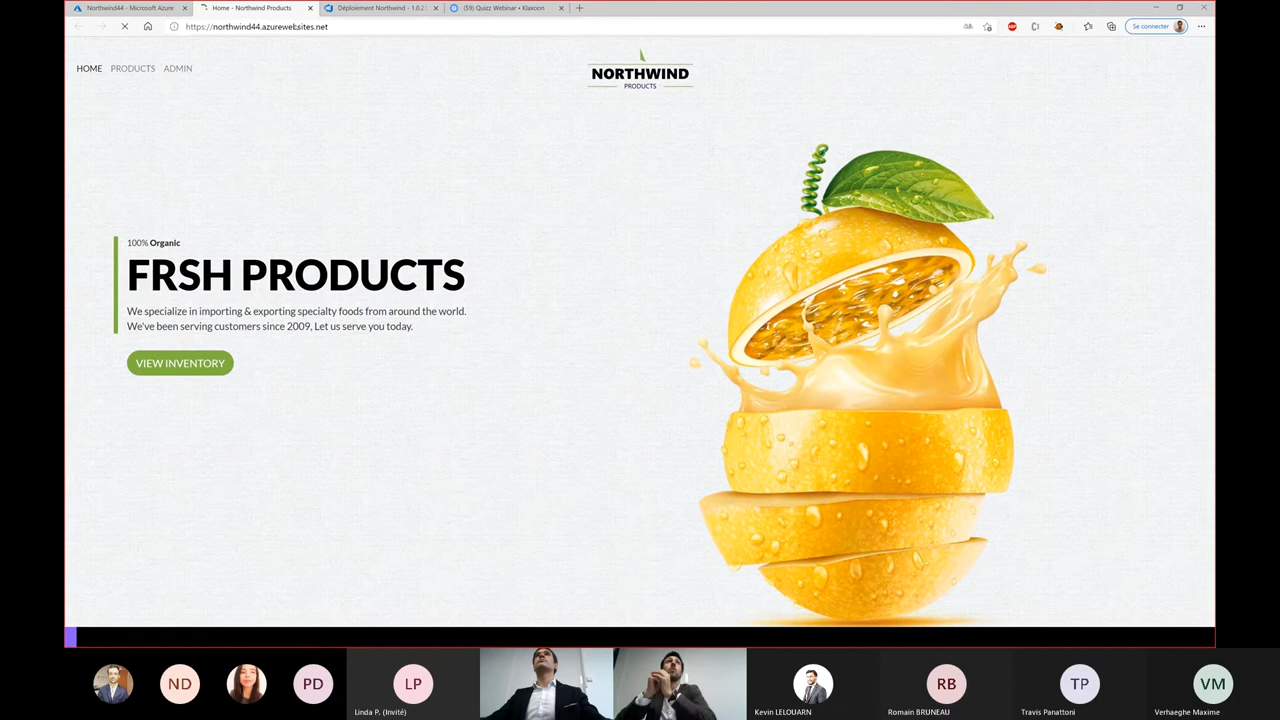 Northwind44 - Microsoft Azure
Home - Northwind Products
Déploiement Northwind - 1.0.2
(59) Quizz Webinar • Klaxoon
https://northwind44.azurewebsites.net
Se connecter
HOME PRODUCTS ADMIN
NORTHWIND
PRODUCTS
100% Organic
FRSH PRODUCTS
We specialize in importing & exporting specialty foods from around the world.
We've been serving customers since 2009, Let us serve you today.
VIEW INVENTORY
ND
PD
LP
RB
TP
VM
Linda P. (Invité)
Kevin LELOUARN
Romain BRUNEAU
Travis Panattoni
Verhaeghe Maxime